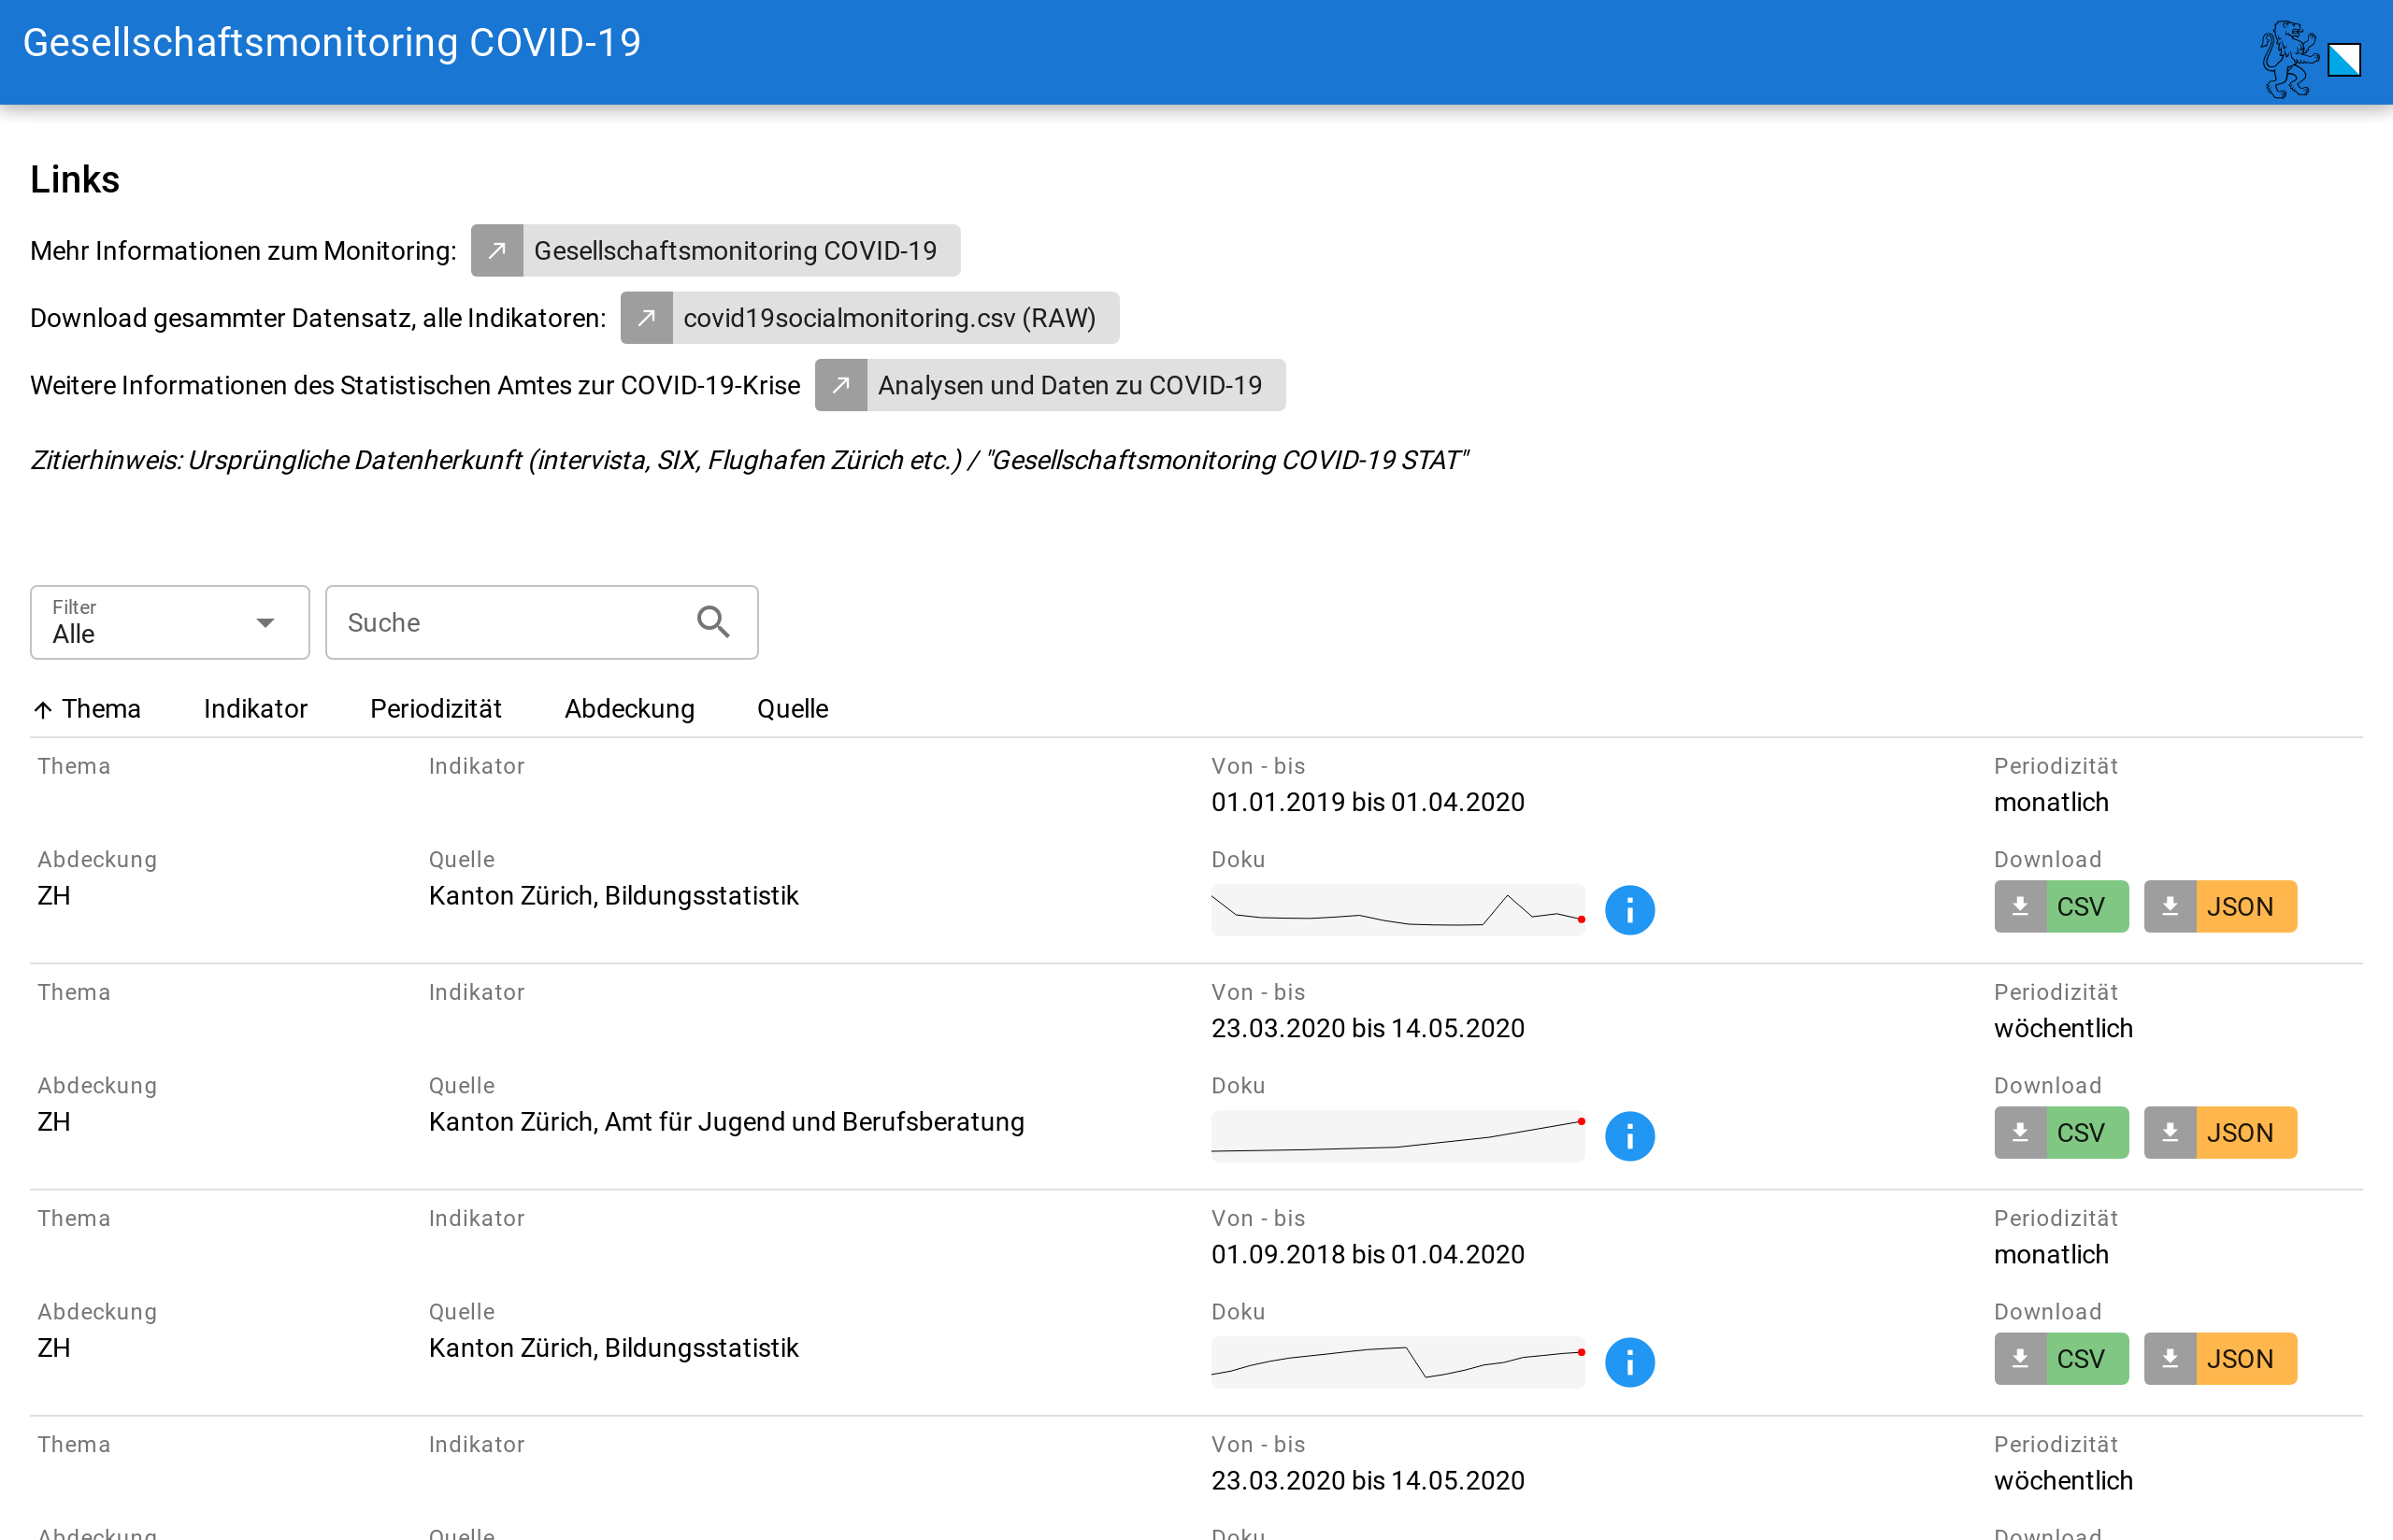 Gesellschaftsmonitoring COVID-19
Links
Mehr Informationen zum Monitoring: Gesellschaftsmonitoring COVID-19
Download gesammter Datensatz, alle Indikatoren: covid19socialmonitoring.csv (RAW)
Weitere Informationen des Statistischen Amtes zur COVID-19-Krise Analysen und Daten zu COVID-19
Zitierhinweis: Ursprüngliche Datenherkunft (intervista, SIX, Flughafen Zürich etc.) / "Gesellschaftsmonitoring COVID-19 STAT"
Filter
Alle
Suche
Thema Indikator Periodizität Abdeckung Quelle
Thema Indikator Von - bis Periodizität
01.01.2019 bis 01.04.2020 monatlich
Abdeckung Quelle Doku Download
ZH Kanton Zürich, Bildungsstatistik CSV JSON
Thema Indikator Von - bis Periodizität
23.03.2020 bis 14.05.2020 wöchentlich
Abdeckung Quelle Doku Download
ZH Kanton Zürich, Amt für Jugend und Berufsberatung CSV JSON
Thema Indikator Von - bis Periodizität
01.09.2018 bis 01.04.2020 monatlich
Abdeckung Quelle Doku Download
ZH Kanton Zürich, Bildungsstatistik CSV JSON
Thema Indikator Von - bis Periodizität
23.03.2020 bis 14.05.2020 wöchentlich
Abdeckung Quelle Doku Download